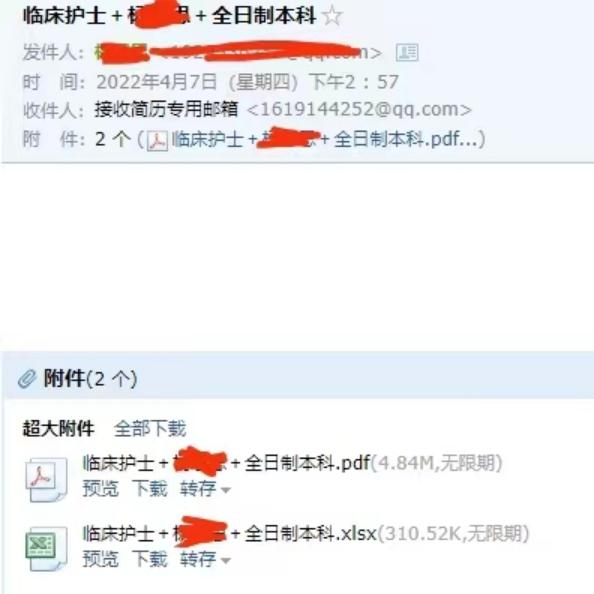 临床护士+ +全日制本科☆
发件人:
时 间: 2022年4月7日 (星期四) 下午2:57
收件人: 接收简历专用邮箱 <1619144252@qq.com>
附 件: 2 个 (临床护士+ +全日制本科.pdf...)
附件(2 个)
超大附件 全部下载
临床护士+ +全日制本科.pdf(4.84M,无限期)
预览 下载 转存
临床护士+ +全日制本科.xlsx(310.52K,无限期)
预览 下载 转存